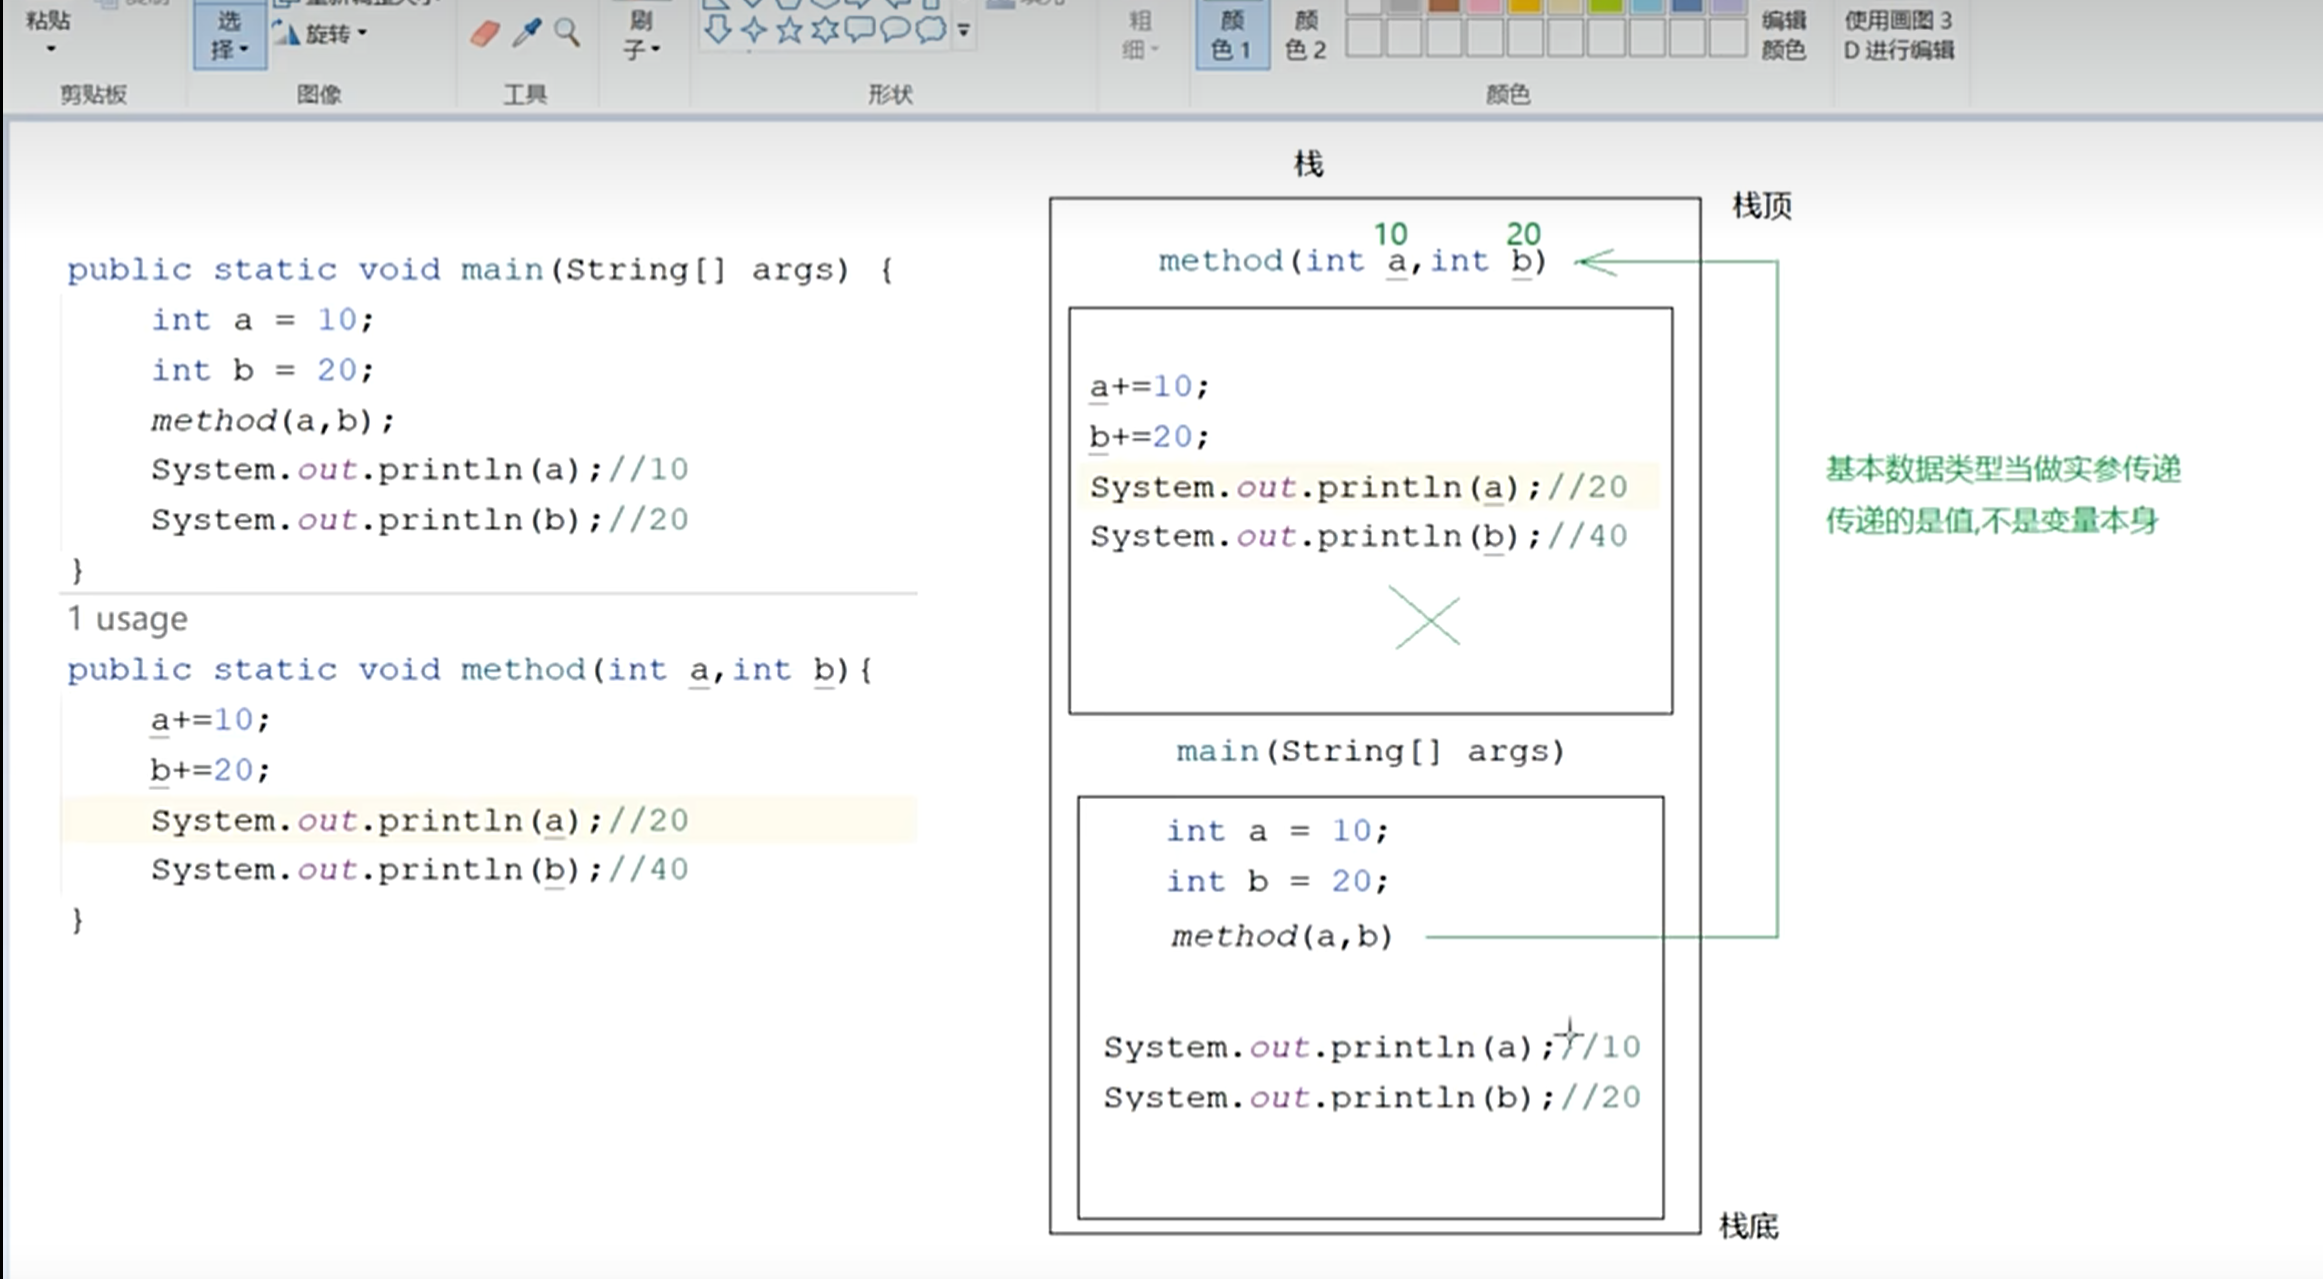 粘贴
选择
旋转
刷子
粗细
颜色 1
颜色 2
编辑颜色
使用画图 3D 进行编辑
剪贴板
图像
工具
形状
颜色
public static void main(String[] args) {
int a = 10;
int b = 20;
method(a,b);
System.out.println(a);//10
System.out.println(b);//20
}
1 usage
public static void method(int a,int b){
a+=10;
b+=20;
System.out.println(a);//20
System.out.println(b);//40
}
栈
栈顶
10 20
method(int a,int b)
a+=10;
b+=20;
System.out.println(a);//20
System.out.println(b);//40
main(String[] args)
int a = 10;
int b = 20;
method(a,b)
System.out.println(a);//10
System.out.println(b);//20
栈底
基本数据类型当做实参传递
传递的是值,不是变量本身